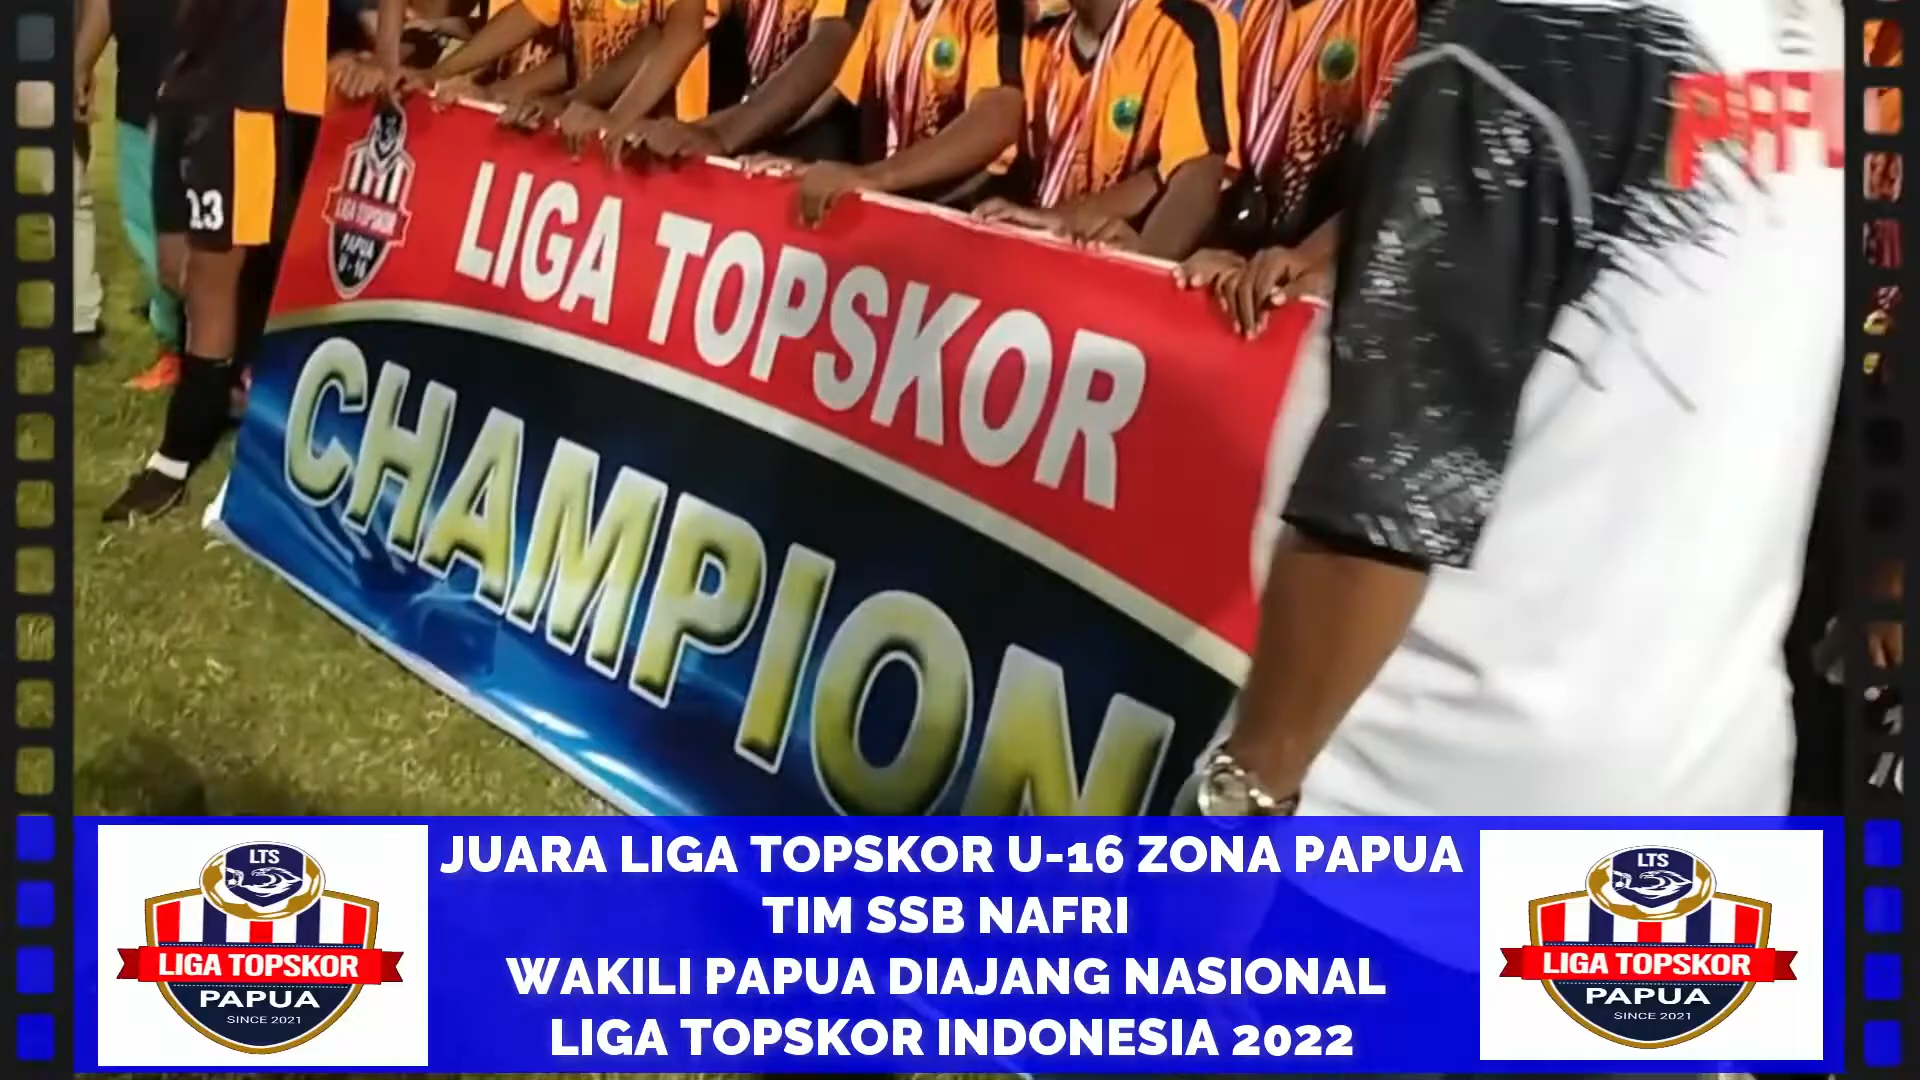 13
LIGA TOPSKOR
PAPUA
U-16
LIGA TOPSKOR
CHAMPION
LTS
LIGA TOPSKOR
PAPUA
SINCE 2021
JUARA LIGA TOPSKOR U-16 ZONA PAPUA
TIM SSB NAFRI
WAKILI PAPUA DIAJANG NASIONAL
LIGA TOPSKOR INDONESIA 2022
LTS
LIGA TOPSKOR
PAPUA
SINCE 2021